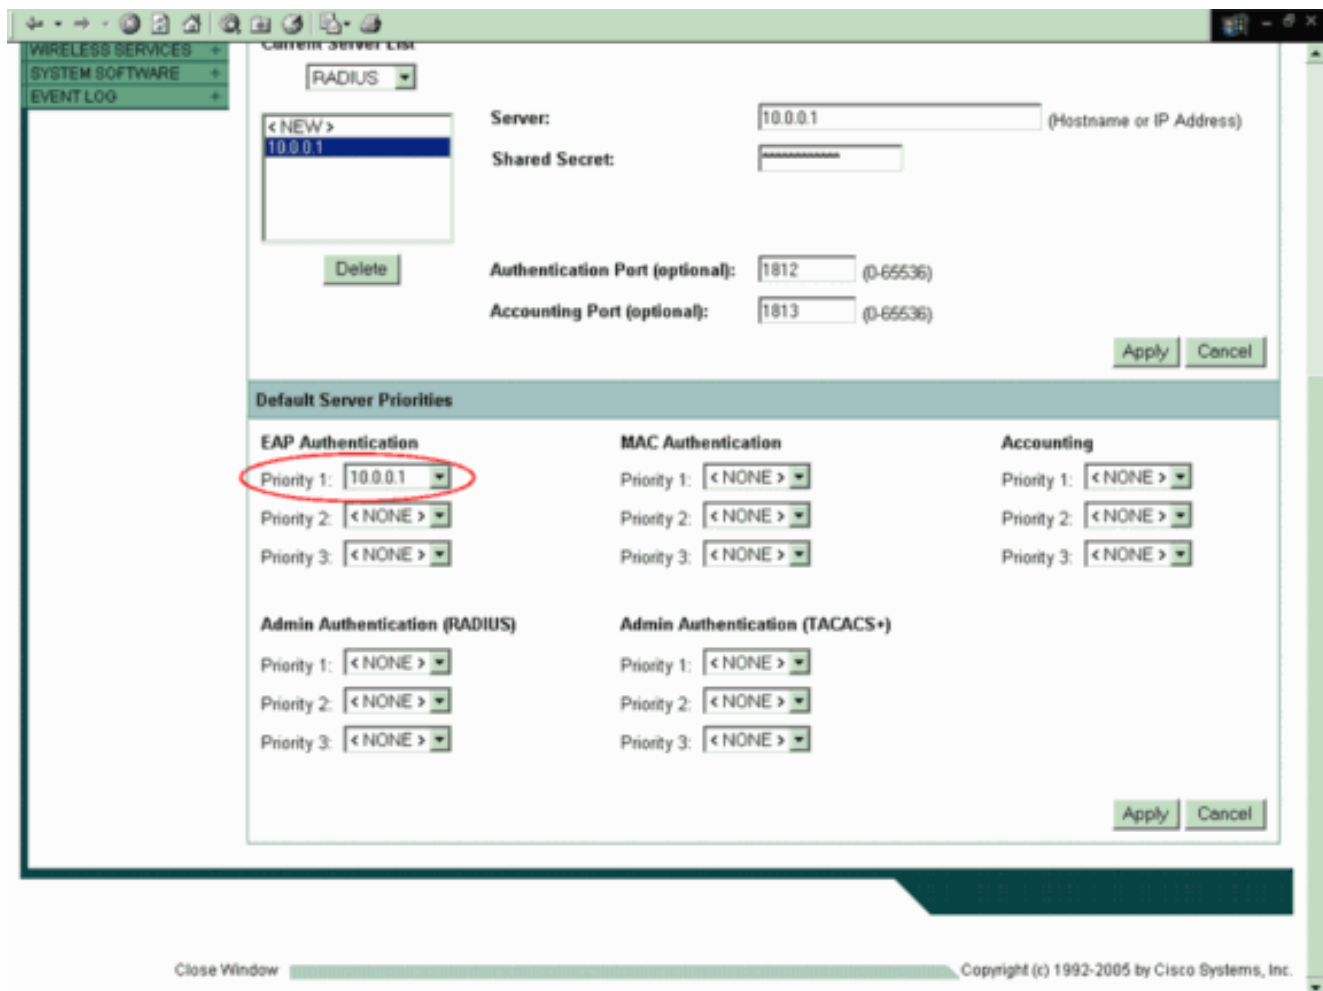 WIRELESS SERVICES +
Current Server List
SYSTEM SOFTWARE +
RADIUS
EVENT LOG +
< NEW >
10.0.0.1
Server: 10.0.0.1 (Hostname or IP Address)
Shared Secret:
Delete
Authentication Port (optional): 1812 (0-65536)
Accounting Port (optional): 1813 (0-65536)
Apply Cancel
Default Server Priorities
EAP Authentication MAC Authentication Accounting
Priority 1: 10.0.0.1 Priority 1: < NONE > Priority 1: < NONE >
Priority 2: < NONE > Priority 2: < NONE > Priority 2: < NONE >
Priority 3: < NONE > Priority 3: < NONE > Priority 3: < NONE >
Admin Authentication (RADIUS) Admin Authentication (TACACS+)
Priority 1: < NONE > Priority 1: < NONE >
Priority 2: < NONE > Priority 2: < NONE >
Priority 3: < NONE > Priority 3: < NONE >
Apply Cancel
Close Window Copyright (c) 1992-2005 by Cisco Systems, Inc.